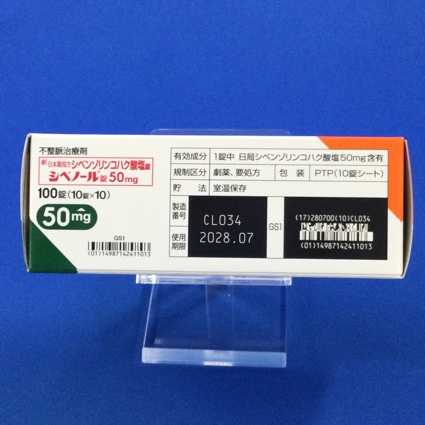 不整脈治療剤
劇 日本薬局方 シベンゾリンコハク酸塩錠
シベノール錠50mg
100錠(10錠×10)
50mg
GS1
(01)14987142411013
有効成分 1錠中 日局シベンゾリンコハク酸塩50mg含有
規制区分 劇薬、要処方 包装 PTP(10錠シート)
貯法 室温保存
製造番号 CL034
使用期限 2028.07
GS1
(17)280700(10)CL034
(01)14987142411013